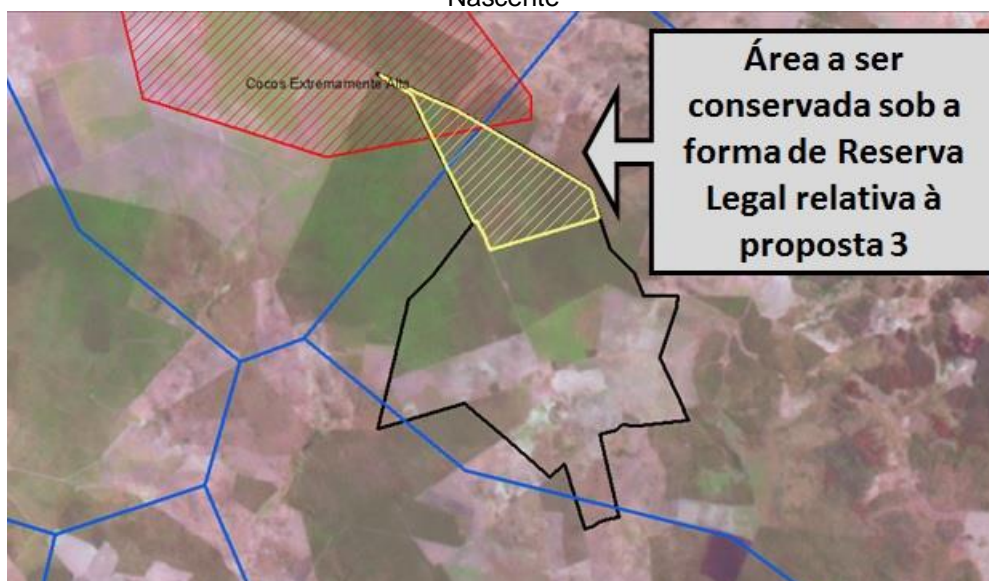 Nascente
Cocos Extremamente Alta
Área a ser
conservada sob a
forma de Reserva
Legal relativa à
proposta 3